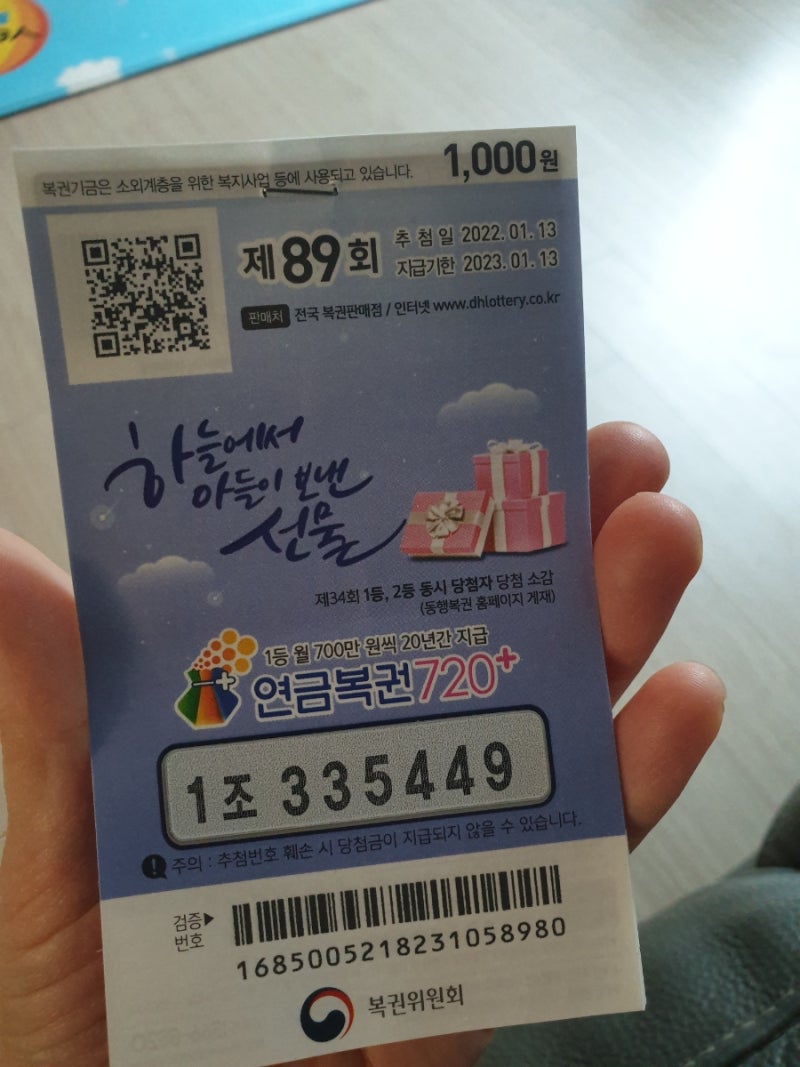 복권기금은 소외계층을 위한 복지사업 등에 사용되고 있습니다.
1,000원
제89회
추 첨 일 2022. 01. 13
지급기한 2023. 01. 13
판매처 전국 복권판매점 / 인터넷 www.dhlottery.co.kr
하늘에써
아들이 보낸
선물
제34회 1등, 2등 동시 당첨자 당첨 소감
(동행복권 홈페이지 게재)
1등 월 700만 원씩 20년간 지급
연금복권720+
1조 335449
주의 : 추첨번호 훼손 시 당첨금이 지급되지 않을 수 있습니다.
검증
번호
1685005218231058980
복권위원회